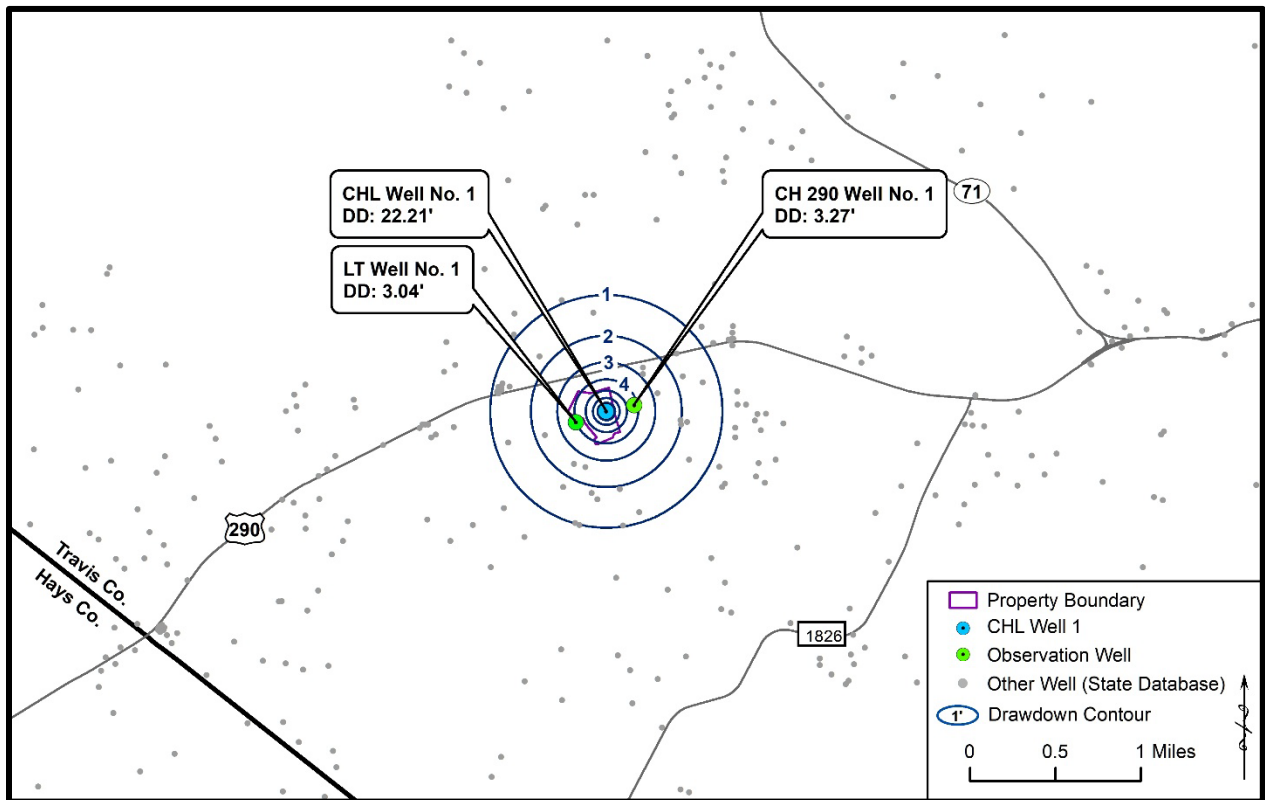 71
CHL Well No. 1
DD: 22.21'
CH 290 Well No. 1
DD: 3.27'
LT Well No. 1
DD: 3.04'
1
2
3
4
290
Travis Co.
Hays Co.
1826
Property Boundary
CHL Well 1
Observation Well
Other Well (State Database)
1' Drawdown Contour
0 0.5 1 Miles